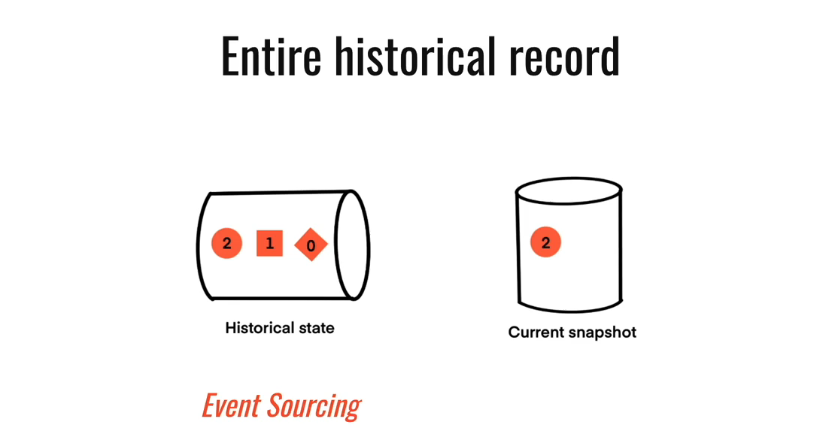 Entire historical record
2 1 0
2
Historical state
Current snapshot
Event Sourcing